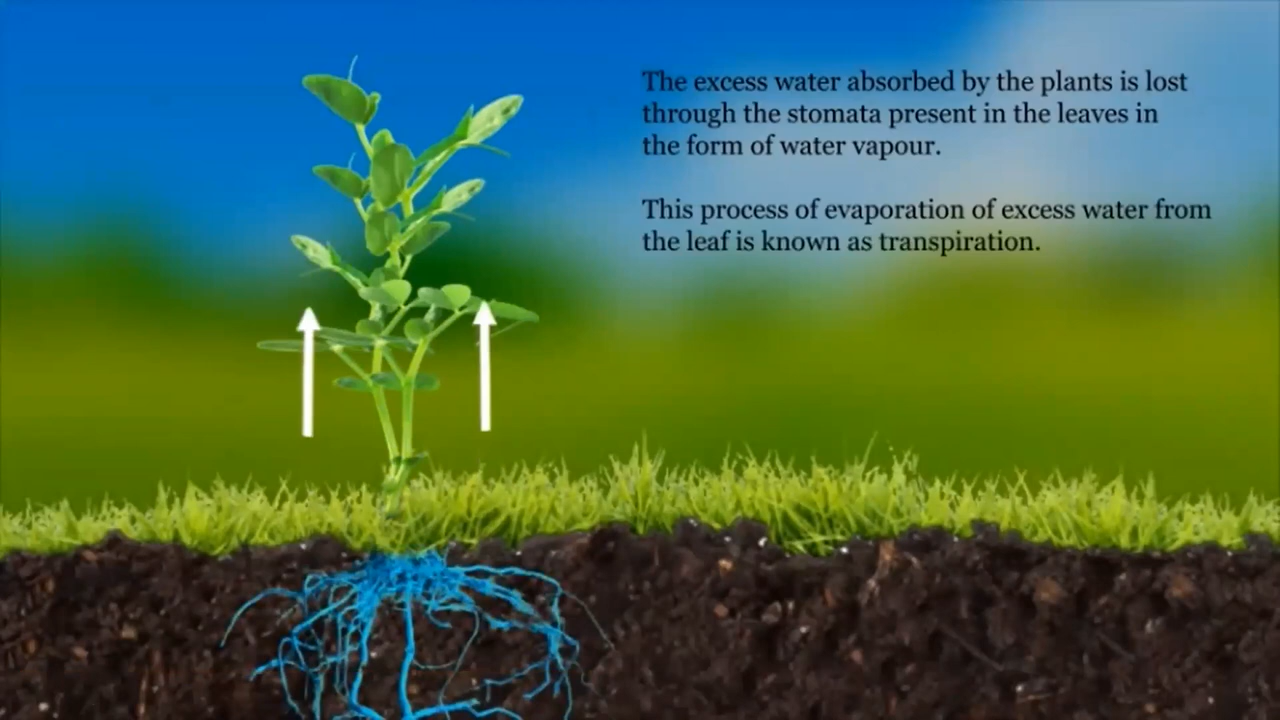 The excess water absorbed by the plants is lost
through the stomata present in the leaves in
the form of water vapour.
This process of evaporation of excess water from
the leaf is known as transpiration.